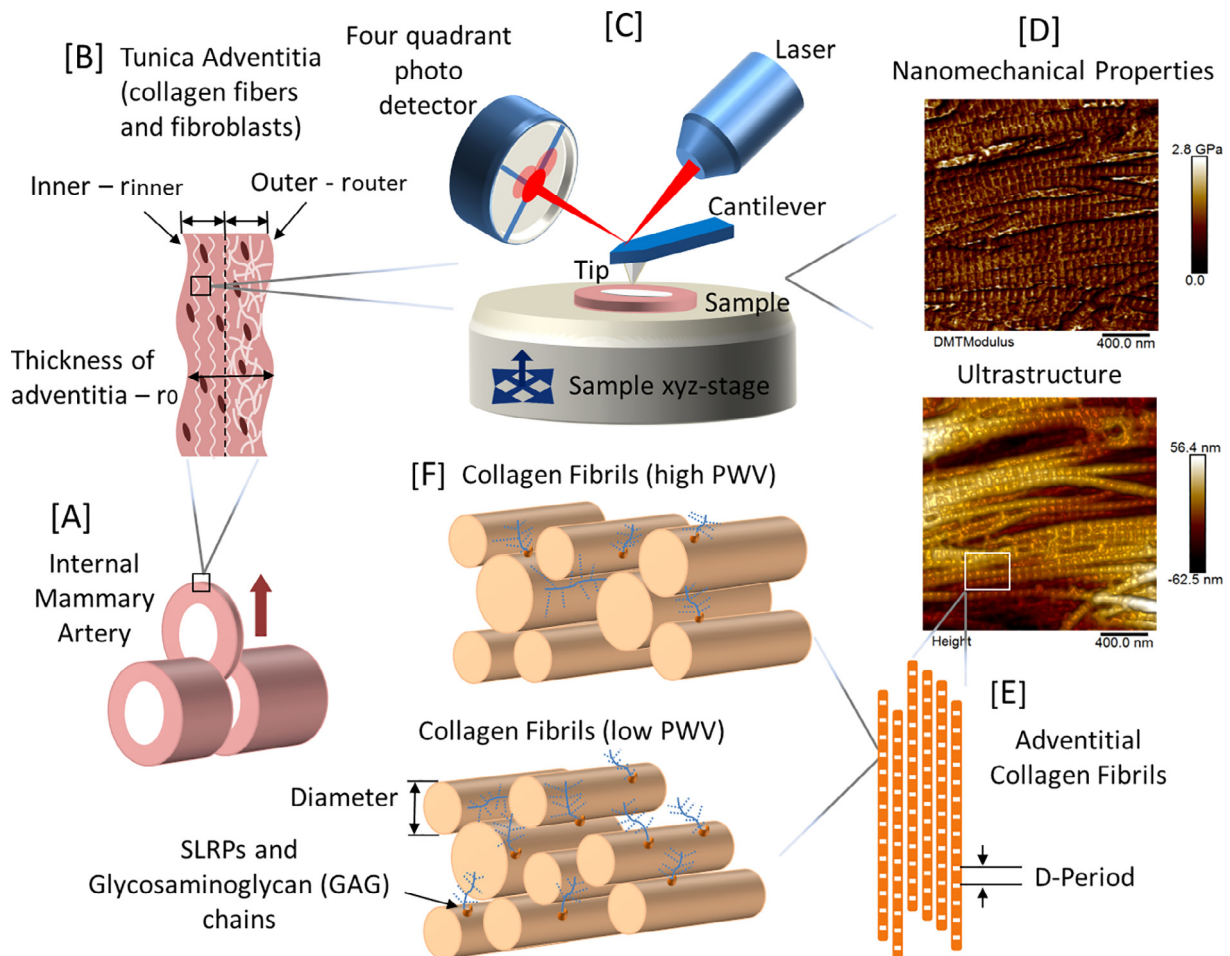 [B] Tunica Adventitia
(collagen fibers
and fibroblasts)
Inner – rinner
Outer - router
Thickness of
adventitia – r0
[A]
Internal
Mammary
Artery
[C]
Four quadrant
photo
detector
Laser
Cantilever
Tip
Sample
Sample xyz-stage
[D]
Nanomechanical Properties
2.8 GPa
0.0
DMTModulus
400.0 nm
Ultrastructure
56.4 nm
-62.5 nm
Height
400.0 nm
[E]
Adventitial
Collagen Fibrils
D-Period
[F] Collagen Fibrils (high PWV)
Collagen Fibrils (low PWV)
Diameter
SLRPs and
Glycosaminoglycan (GAG)
chains